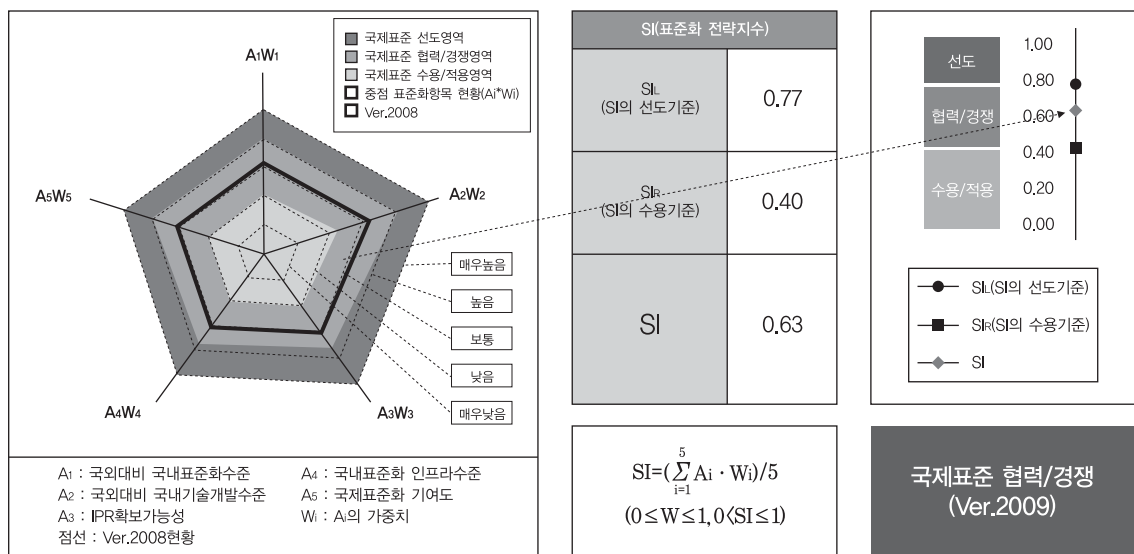 국제표준 선도영역
국제표준 협력/경쟁영역
국제표준 수용/적용영역
중점 표준화항목 현황(Ai*Wi)
Ver.2008
A1W1
A2W2
A3W3
A4W4
A5W5
매우높음
높음
보통
낮음
매우낮음
A1 : 국외대비 국내표준화수준
A2 : 국외대비 국내기술개발수준
A3 : IPR확보가능성
점선 : Ver.2008현황
A4 : 국내표준화 인프라수준
A5 : 국제표준화 기여도
Wi : Ai의 가중치
SI(표준화 전략지수)
SIL
(SI의 선도기준)
0.77
SIR
(SI의 수용기준)
0.40
SI
0.63
SI=(∑Ai · Wi)/5
5
i=1
(0≤W≤1, 0<SI≤1)
선도
협력/경쟁
수용/적용
1.00
0.80
0.60
0.40
0.20
0.00
SIL(SI의 선도기준)
SIR(SI의 수용기준)
SI
국제표준 협력/경쟁
(Ver.2009)